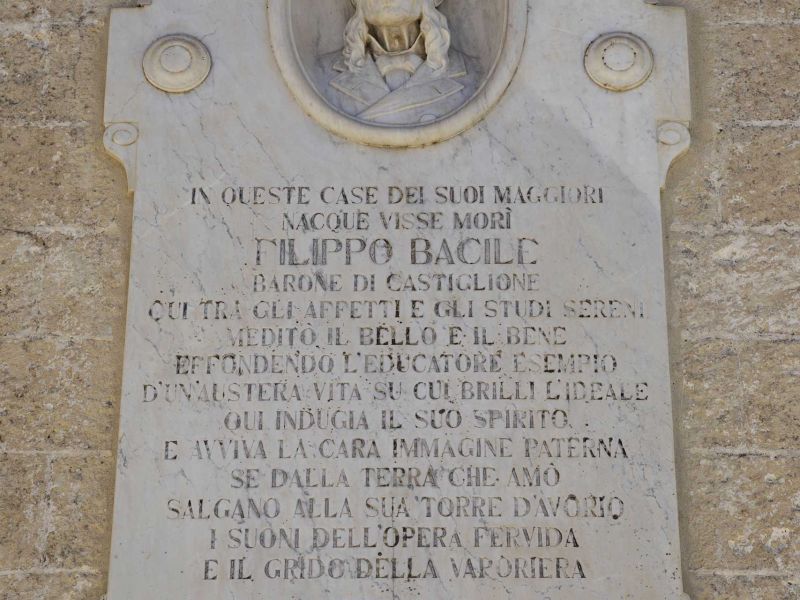 IN QUESTE CASE DEI SUOI MAGGIORI
NACQUE VISSE MORÌ
FILIPPO BACILE
BARONE DI CASTIGLIONE
QUI TRA GLI AFFETTI E GLI STUDI SERENI
MEDITÒ IL BELLO E IL BENE
EFFONDENDO L'EDUCATORE ESEMPIO
D'UN'AUSTERA VITA SU CUI BRILLI L'IDEALE
QUI INDUGIA IL SUO SPIRITO
E AVVIVA LA CARA IMMAGINE PATERNA
SE DALLA TERRA CHE AMÒ
SALGANO ALLA SUA TORRE D'AVORIO
I SUONI DELL'OPERA FERVIDA
E IL GRIDO DELLA VAPORIERA